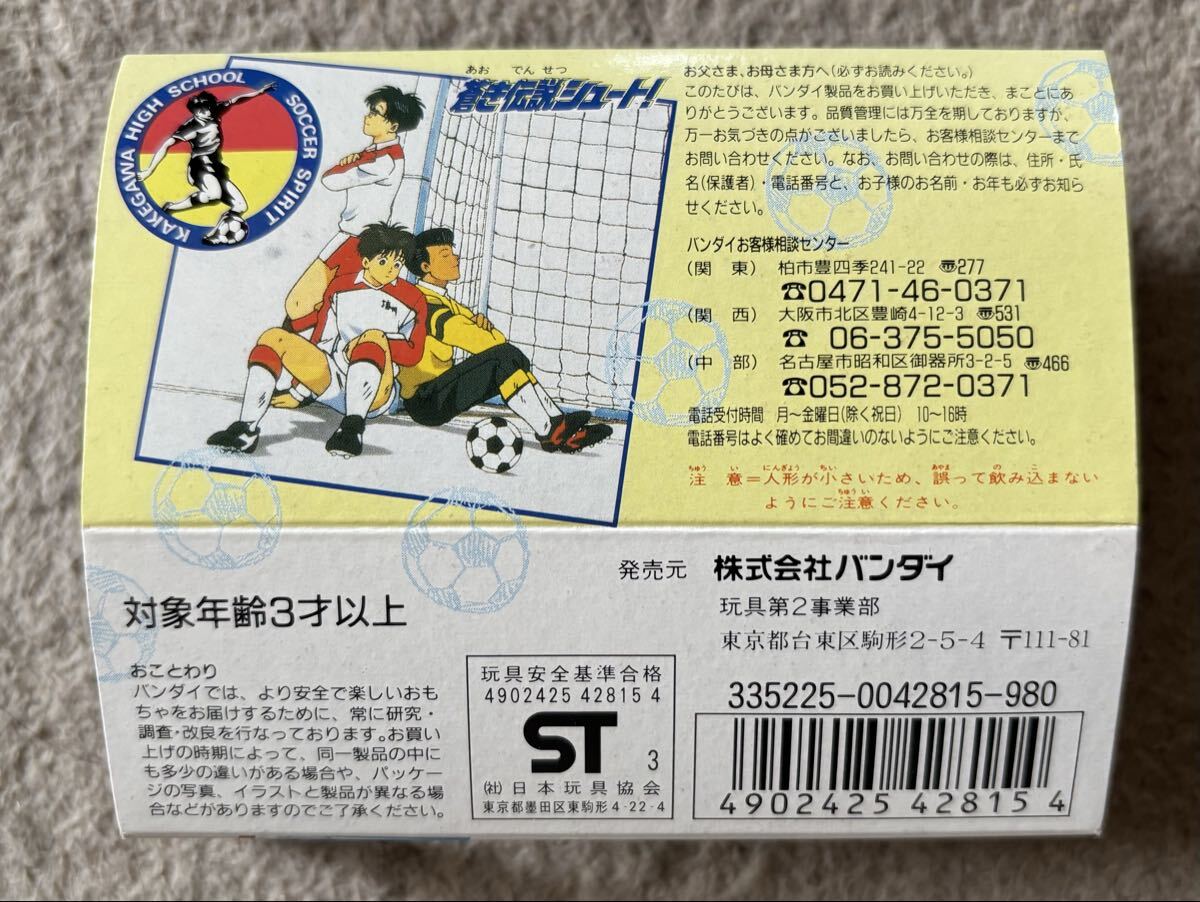 KAKEGAWA HIGH SCHOOL
SOCCER SPIRIT
あお でん せつ
蒼き伝説シュート!
お父さま、お母さま方へ(必ずお読みください。)
このたびは、バンダイ製品をお買い上げいただき、まことにあ
りがとうございます。品質管理には万全を期しておりますが、
万一お気づきの点がございましたら、お客様相談センターまで
お問い合わせください。なお、お問い合わせの際は、住所・氏
名(保護者)・電話番号と、お子様のお名前・お年も必ずお知ら
せください。
バンダイお客様相談センター
(関 東) 柏市豊四季241-22 〠277
☎0471-46-0371
(関 西) 大阪市北区豊崎4-12-3 〠531
☎ 06-375-5050
(中 部) 名古屋市昭和区御器所3-2-5 〠466
☎052-872-0371
電話受付時間 月〜金曜日(除く祝日) 10〜16時
電話番号はよく確めてお間違いのないようにご注意ください。
ちゅう い にんぎょう ちい あやま の こ
注 意=人形が小さいため、誤って飲み込まない
ちゅうい
ようにご注意ください。
発売元 株式会社バンダイ
玩具第2事業部
東京都台東区駒形2-5-4 〒111-81
対象年齢3才以上
おことわり
バンダイでは、より安全で楽しいおも
ちゃをお届けするために、常に研究・
調査・改良を行なっております。お買い
上げの時期によって、同一製品の中に
も多少の違いがある場合や、パッケー
ジの写真、イラストと製品が異なる場
合などがありますのでご了承ください。
玩具安全基準合格
4902425 42815 4
ST 3
(社)日本玩具協会
東京都墨田区東駒形4-22-4
335225-0042815-980
4902425 428154